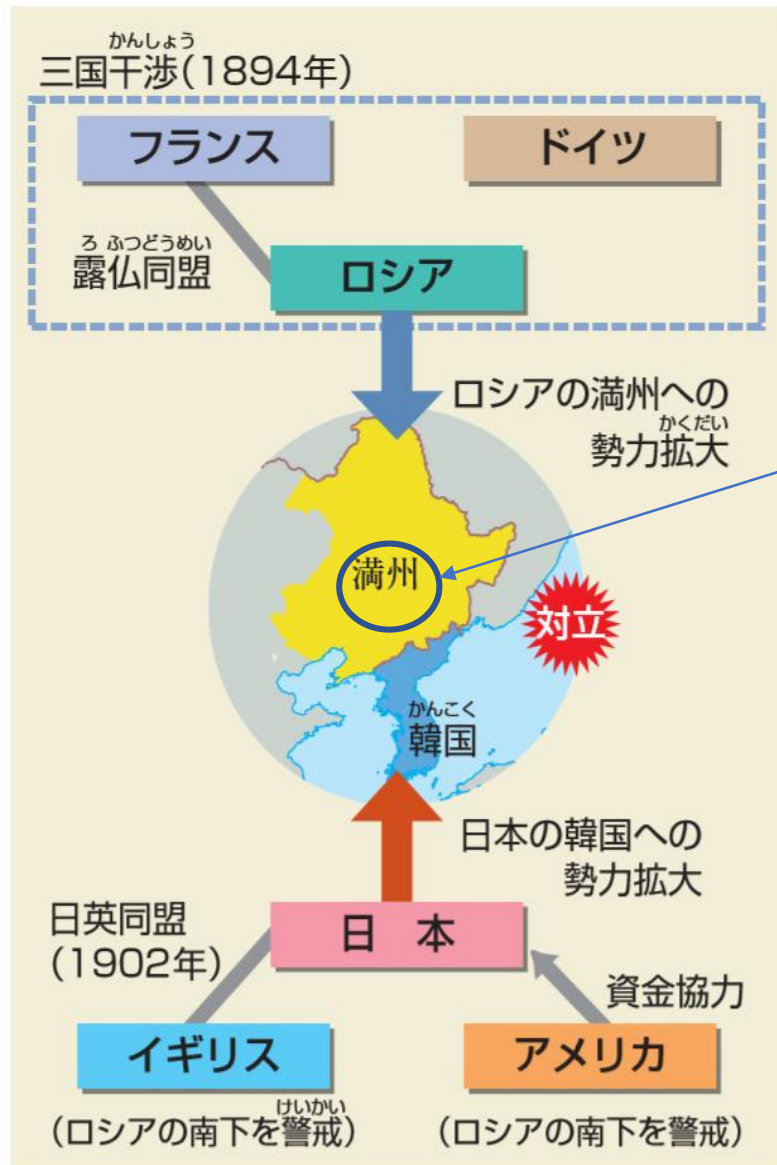 かんしょう
三国干渉(1894年)
フランス
ドイツ
ろふつどうめい
露仏同盟
ロシア
ロシアの満州への
かくだい
勢力拡大
満州
対立
かんこく
韓国
日本の韓国への
勢力拡大
日英同盟
(1902年)
日 本
資金協力
イギリス
アメリカ
けいかい
(ロシアの南下を警戒)
(ロシアの南下を警戒)